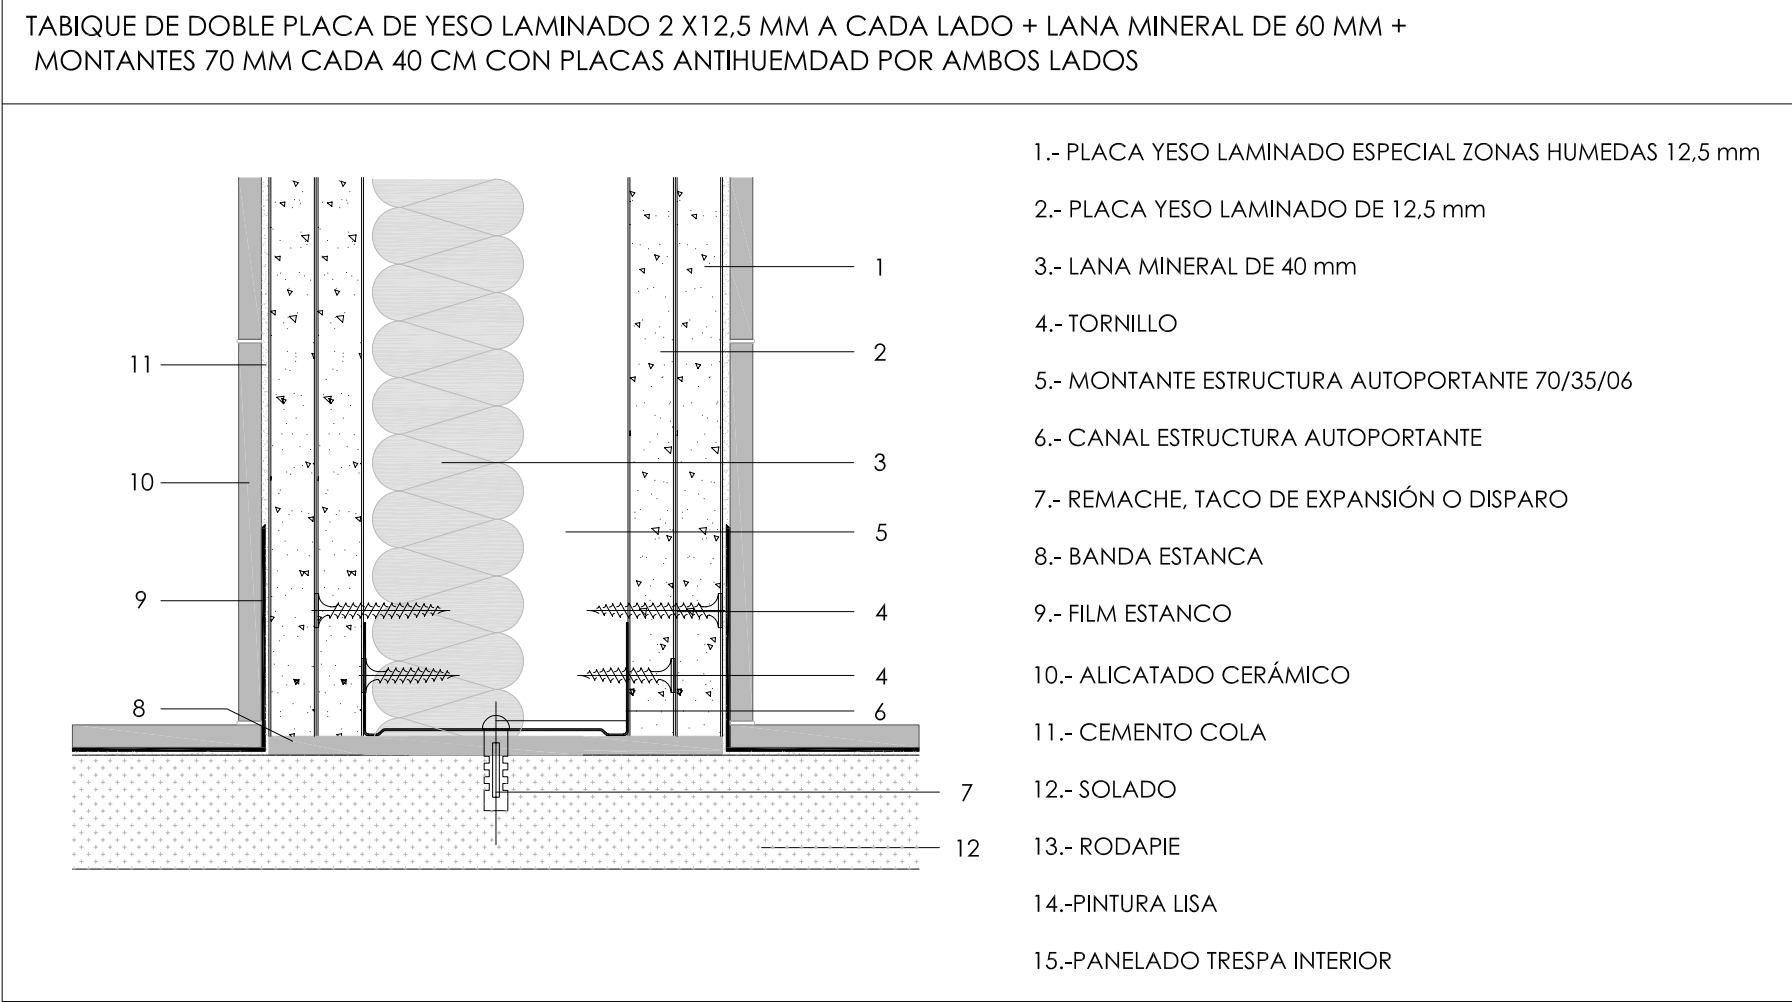 TABIQUE DE DOBLE PLACA DE YESO LAMINADO 2 X12,5 MM A CADA LADO + LANA MINERAL DE 60 MM +
MONTANTES 70 MM CADA 40 CM CON PLACAS ANTIHUEMDAD POR AMBOS LADOS
1.- PLACA YESO LAMINADO ESPECIAL ZONAS HUMEDAS 12,5 mm
2.- PLACA YESO LAMINADO DE 12,5 mm
3.- LANA MINERAL DE 40 mm
4.- TORNILLO
5.- MONTANTE ESTRUCTURA AUTOPORTANTE 70/35/06
6.- CANAL ESTRUCTURA AUTOPORTANTE
7.- REMACHE, TACO DE EXPANSIÓN O DISPARO
8.- BANDA ESTANCA
9.- FILM ESTANCO
10.- ALICATADO CERÁMICO
11.- CEMENTO COLA
12.- SOLADO
13.- RODAPIE
14.-PINTURA LISA
15.-PANELADO TRESPA INTERIOR
11
10
9
8
1
2
3
5
4
4
6
7
12